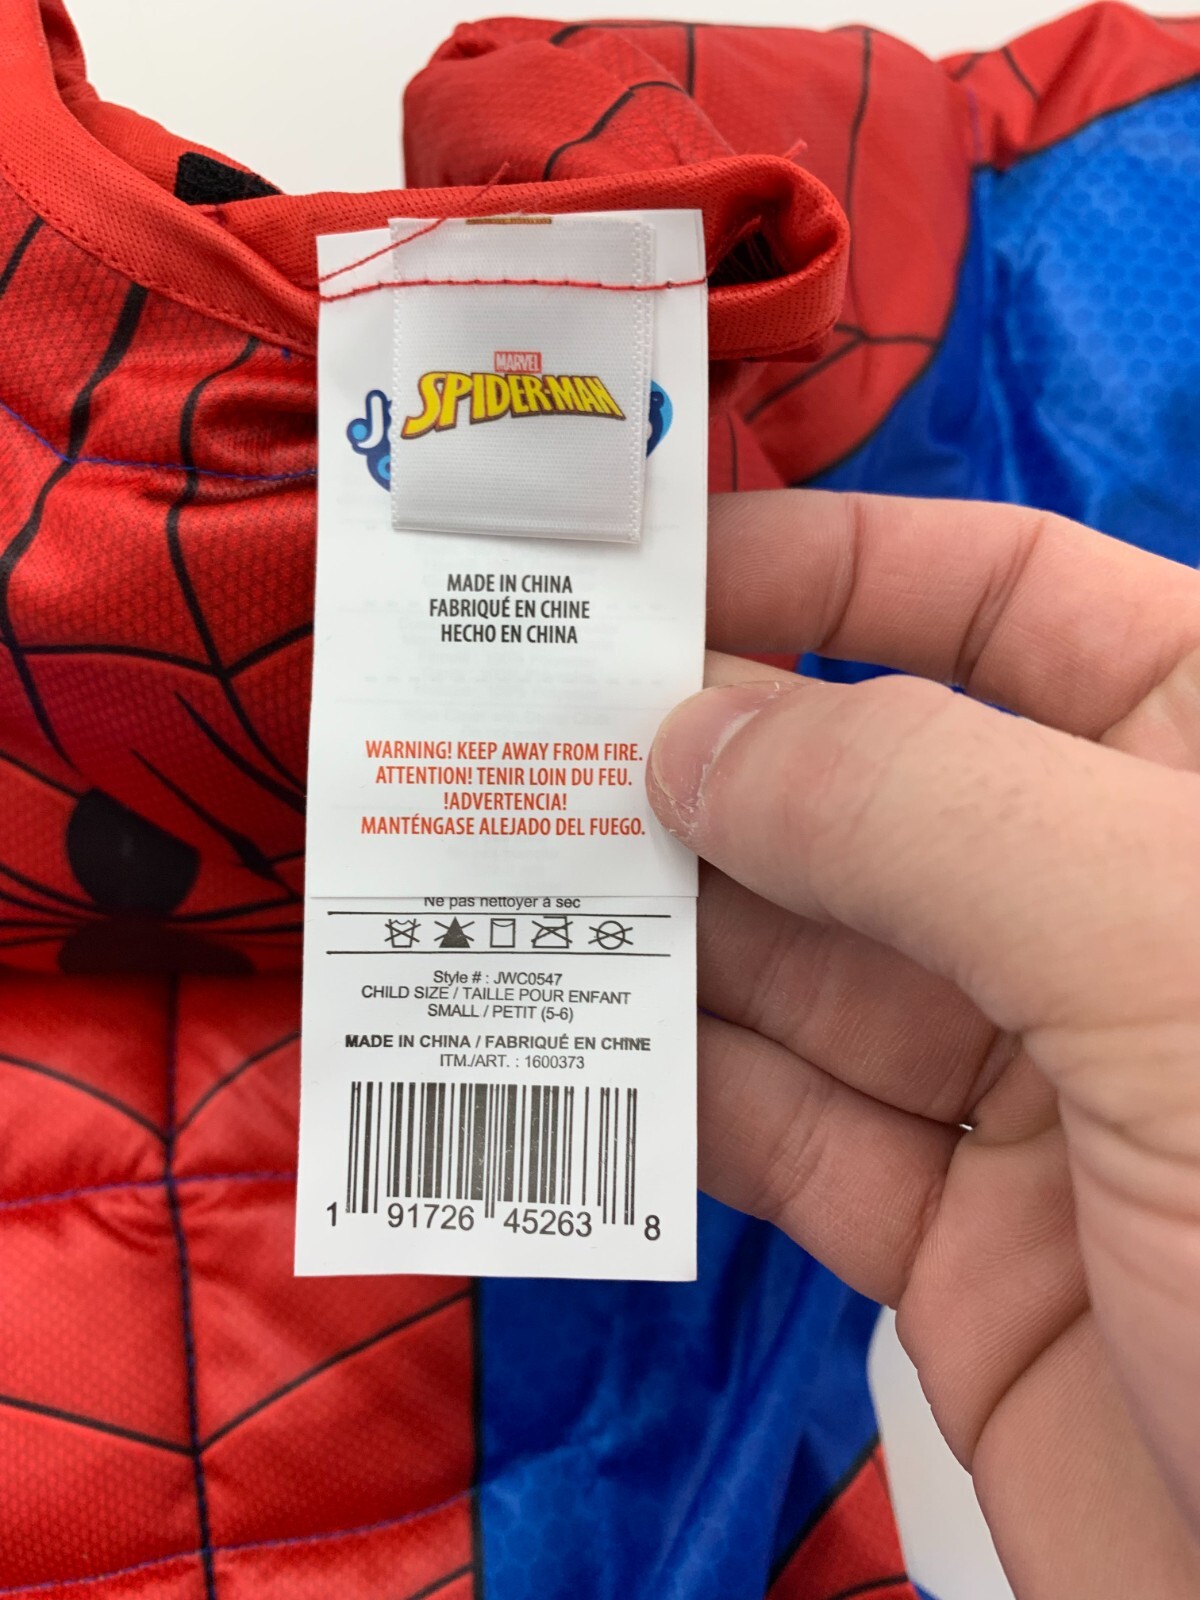 MARVEL
SPIDER-MAN
MADE IN CHINA
FABRIQUÉ EN CHINE
HECHO EN CHINA
WARNING! KEEP AWAY FROM FIRE.
ATTENTION! TENIR LOIN DU FEU.
!ADVERTENCIA!
MANTÉNGASE ALEJADO DEL FUEGO.
Ne pas nettoyer à sec
Style # : JWC0547
CHILD SIZE / TAILLE POUR ENFANT
SMALL / PETIT (5-6)
MADE IN CHINA / FABRIQUÉ EN CHINE
ITM./ART. : 1600373
1 91726 45263 8